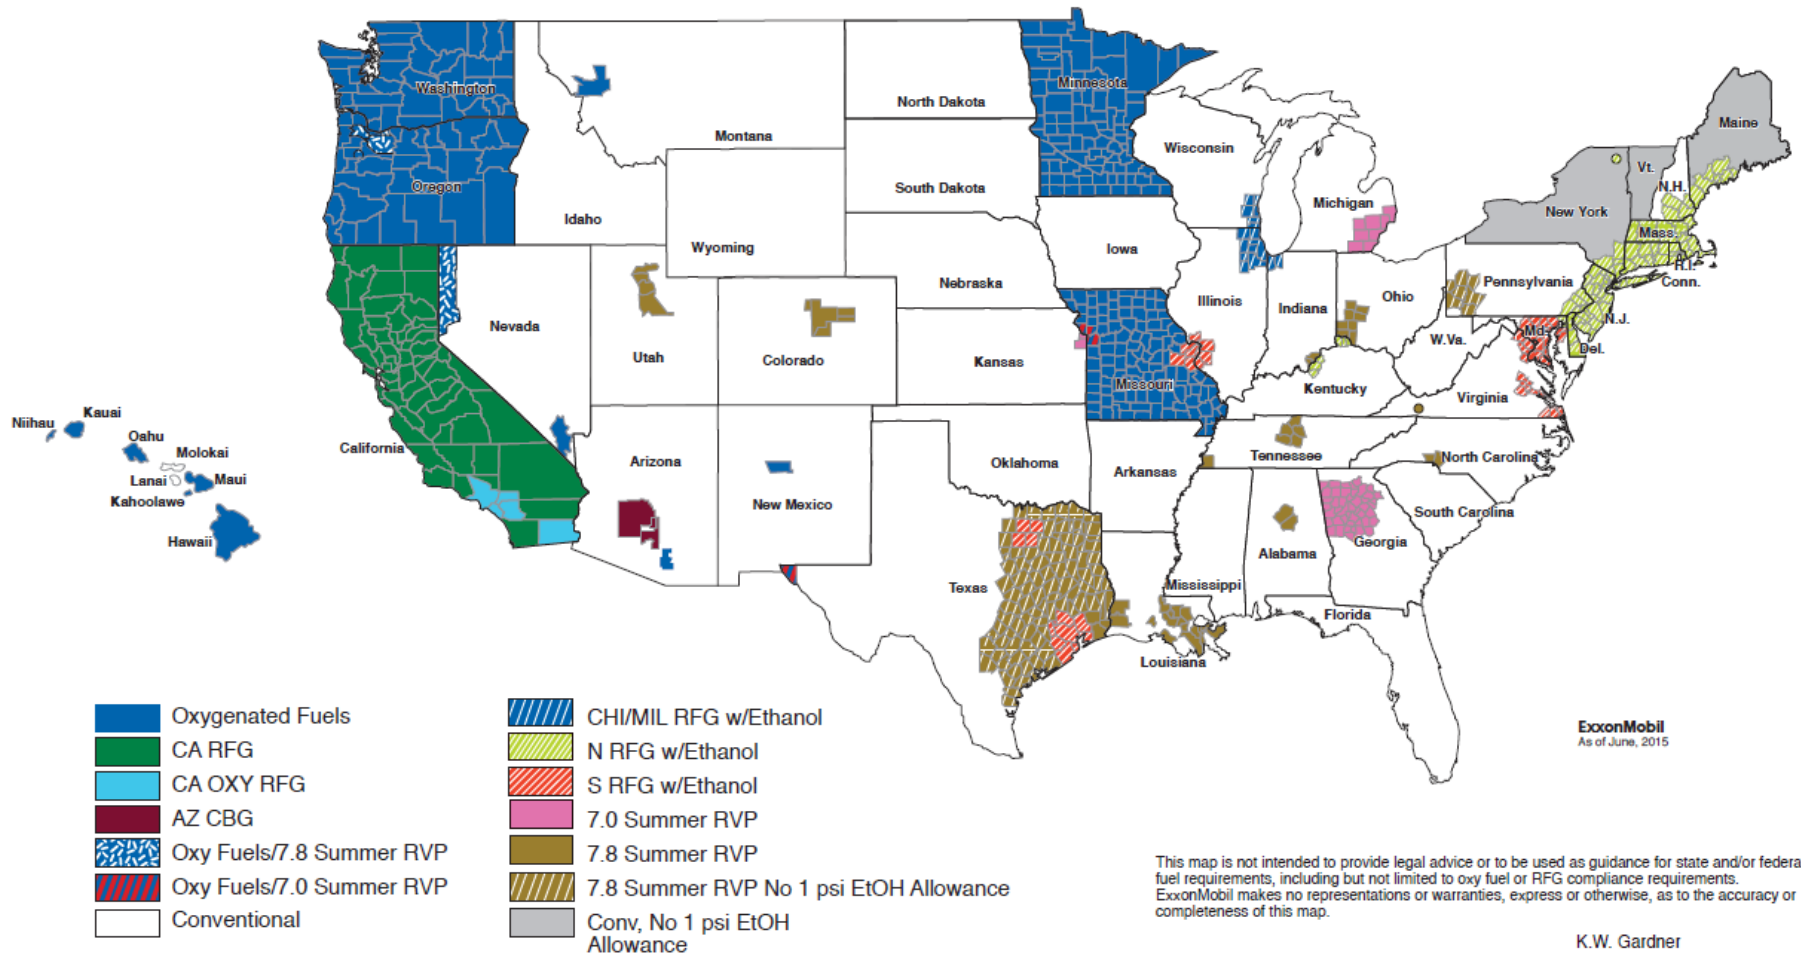 Washington
Minnesota
North Dakota
Montana
Maine
Wisconsin
Vt.
Oregon
South Dakota
N.H.
Michigan
New York
Idaho
Mass.
Wyoming
Iowa
R.I.
Nebraska
Pennsylvania
Conn.
Illinois
Ohio
Indiana
N.J.
Nevada
Md.
W.Va.
Del.
Utah
Colorado
Kansas
Missouri
Kentucky
Virginia
Niihau
Kauai
Oahu
California
Molokai
Lanai
Maui
Kahoolawe
Hawaii
Arizona
Oklahoma
Arkansas
Tennessee
North Carolina
New Mexico
South Carolina
Georgia
Alabama
Texas
Mississippi
Florida
Louisiana
Oxygenated Fuels
CA RFG
CA OXY RFG
AZ CBG
Oxy Fuels/7.8 Summer RVP
Oxy Fuels/7.0 Summer RVP
Conventional
CHI/MIL RFG w/Ethanol
N RFG w/Ethanol
S RFG w/Ethanol
7.0 Summer RVP
7.8 Summer RVP
7.8 Summer RVP No 1 psi EtOH Allowance
Conv, No 1 psi EtOH
Allowance
ExxonMobil
As of June, 2015
This map is not intended to provide legal advice or to be used as guidance for state and/or federa
fuel requirements, including but not limited to oxy fuel or RFG compliance requirements.
ExxonMobil makes no representations or warranties, express or otherwise, as to the accuracy or
completeness of this map.
K.W. Gardner